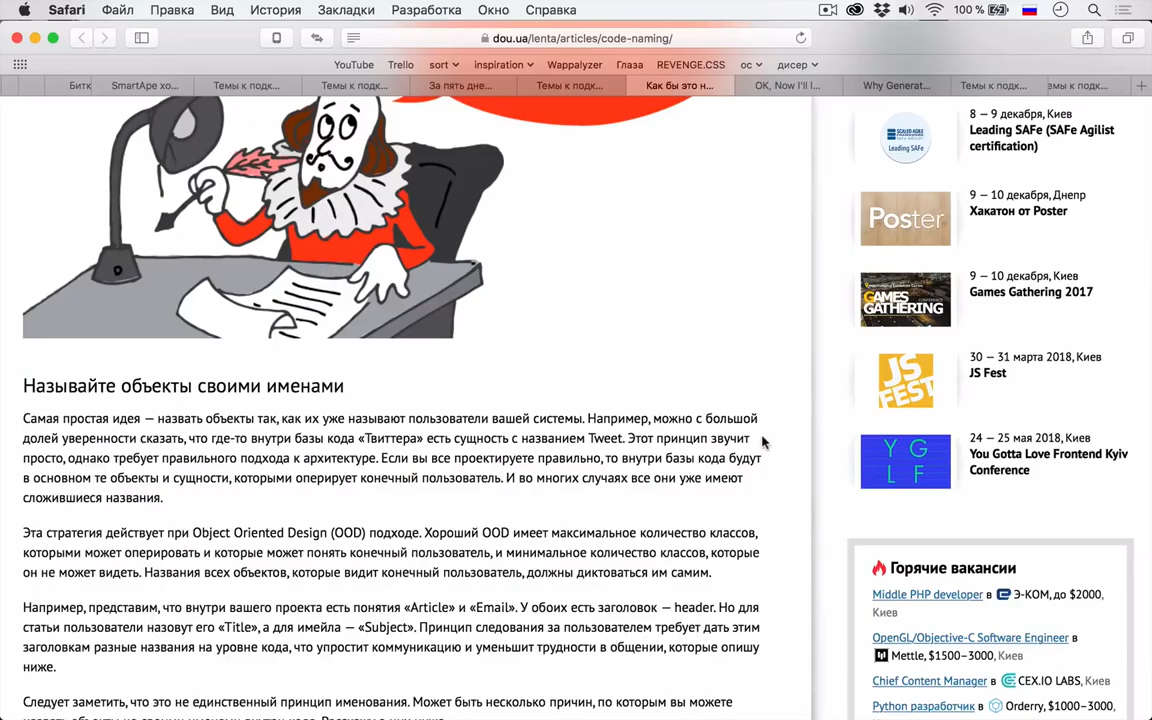 Safari Файл Правка Вид История Закладки Разработка Окно Справка 100 %
dou.ua/lenta/articles/code-naming/
YouTube Trello sort inspiration Wappalyzer Глаза REVENGE.CSS ос дисер
Битк SmartApe хо... Темы к подк... Темы к подк... За пять дне... Темы к подк... Как бы это н... OK, Now I'll l... Why Generat... Темы к подк... емы к подк...
8 — 9 декабря, Киев
Leading SAFe (SAFe Agilist
certification)
Leading SAFe
9 — 10 декабря, Днепр
Хакатон от Poster
Poster
9 — 10 декабря, Киев
Games Gathering 2017
GAMES
GATHERING
30 — 31 марта 2018, Киев
JS Fest
JS
FEST
24 — 25 мая 2018, Киев
You Gotta Love Frontend Kyiv
Conference
Y G
L F
Называйте объекты своими именами
Самая простая идея — назвать объекты так, как их уже называют пользователи вашей системы. Например, можно с большой
долей уверенности сказать, что где-то внутри базы кода «Твиттера» есть сущность с названием Tweet. Этот принцип звучит
просто, однако требует правильного подхода к архитектуре. Если вы все проектируете правильно, то внутри базы кода будут
в основном те объекты и сущности, которыми оперирует конечный пользователь. И во многих случаях все они уже имеют
сложившиеся названия.
Эта стратегия действует при Object Oriented Design (OOD) подходе. Хороший OOD имеет максимальное количество классов,
которыми может оперировать и которые может понять конечный пользователь, и минимальное количество классов, которые
он не может видеть. Названия всех объектов, которые видит конечный пользователь, должны диктоваться им самим.
Например, представим, что внутри вашего проекта есть понятия «Article» и «Email». У обоих есть заголовок — header. Но для
статьи пользователи назовут его «Title», а для имейла — «Subject». Принцип следования за пользователем требует дать этим
заголовкам разные названия на уровне кода, что упростит коммуникацию и уменьшит трудности в общении, которые опишу
ниже.
Следует заметить, что это не единственный принцип именования. Может быть несколько причин, по которым вы можете
Горячие вакансии
Middle PHP developer в Э-КОМ, до $2000,
Киев
OpenGL/Objective-C Software Engineer в
Mettle, $1500–3000, Киев
Chief Content Manager в CEX.IO LABS, Киев
Python разработчик в Orderry, $1000–3000,